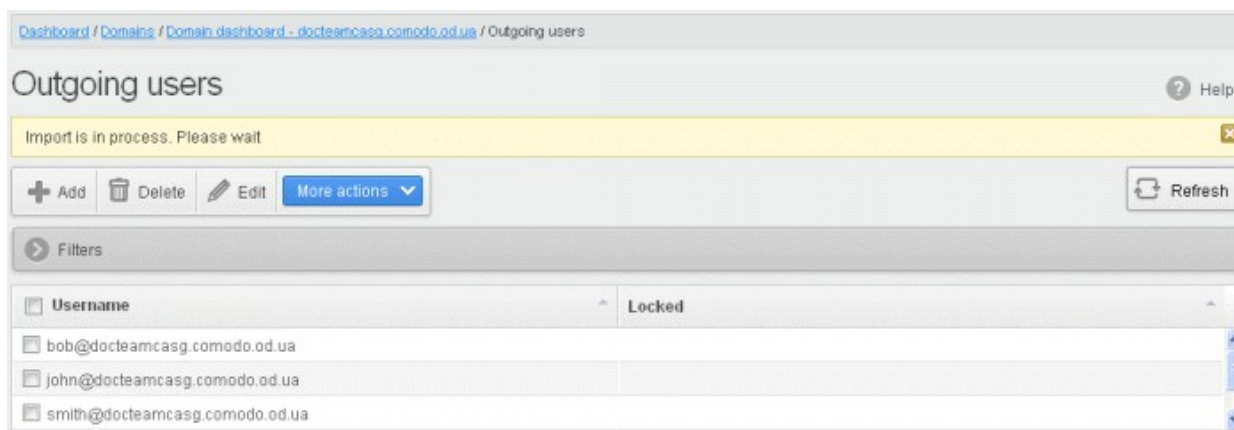 Dashboard / Domains / Domain dashboard - docteamcasg.comodo.od.ua / Outgoing users
Outgoing users
Help
Import is in process. Please wait
Add Delete Edit More actions Refresh
Filters
Username Locked
bob@docteamcasg.comodo.od.ua
john@docteamcasg.comodo.od.ua
smith@docteamcasg.comodo.od.ua